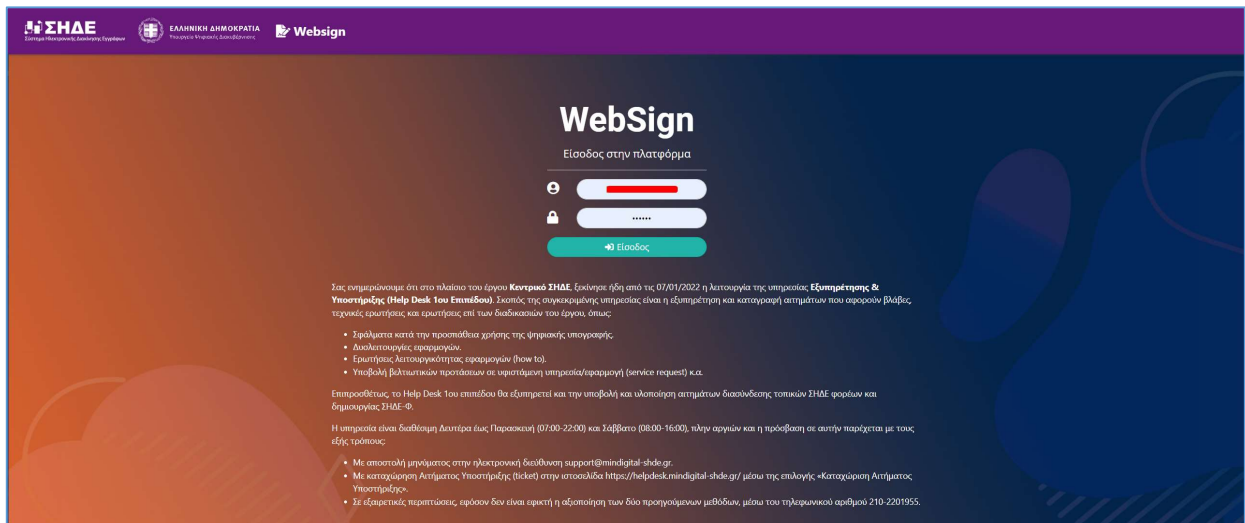 ΣΗΔΕ
Σύστημα Ηλεκτρονικής Διακίνησης Εγγράφων
ΕΛΛΗΝΙΚΗ ΔΗΜΟΚΡΑΤΙΑ
Υπουργείο Ψηφιακής Διακυβέρνησης
Websign
WebSign
Είσοδος στην πλατφόρμα
••••••
Είσοδος
Σας ενημερώνουμε ότι στο πλαίσιο του έργου Κεντρικό ΣΗΔΕ, ξεκίνησε ήδη από τις 07/01/2022 η λειτουργία της υπηρεσίας Εξυπηρέτησης &
Υποστήριξης (Help Desk 1ου Επιπέδου). Σκοπός της συγκεκριμένης υπηρεσίας είναι η εξυπηρέτηση και καταγραφή αιτημάτων που αφορούν βλάβες,
τεχνικές ερωτήσεις και ερωτήσεις επί των διαδικασιών του έργου, όπως:
• Σφάλματα κατά την προσπάθεια χρήσης της ψηφιακής υπογραφής.
• Δυσλειτουργίες εφαρμογών.
• Ερωτήσεις λειτουργικότητας εφαρμογών (how to).
• Υποβολή βελτιωτικών προτάσεων σε υφιστάμενη υπηρεσία/εφαρμογή (service request) κ.α.
Επιπροσθέτως, το Help Desk 1ου επιπέδου θα εξυπηρετεί και την υποβολή και υλοποίηση αιτημάτων διασύνδεσης τοπικών ΣΗΔΕ φορέων και
δημιουργίας ΣΗΔΕ-Φ.
Η υπηρεσία είναι διαθέσιμη Δευτέρα έως Παρασκευή (07:00-22:00) και Σάββατο (08:00-16:00), πλην αργιών και η πρόσβαση σε αυτήν παρέχεται με τους
εξής τρόπους:
• Με αποστολή μηνύματος στην ηλεκτρονική διεύθυνση support@mindigital-shde.gr.
• Με καταχώρηση Αιτήματος Υποστήριξης (ticket) στην ιστοσελίδα https://helpdesk.mindigital-shde.gr/ μέσω της επιλογής «Καταχώριση Αιτήματος
Υποστήριξης».
• Σε εξαιρετικές περιπτώσεις, εφόσον δεν είναι εφικτή η αξιοποίηση των δύο προηγούμενων μεθόδων, μέσω του τηλεφωνικού αριθμού 210-2201955.